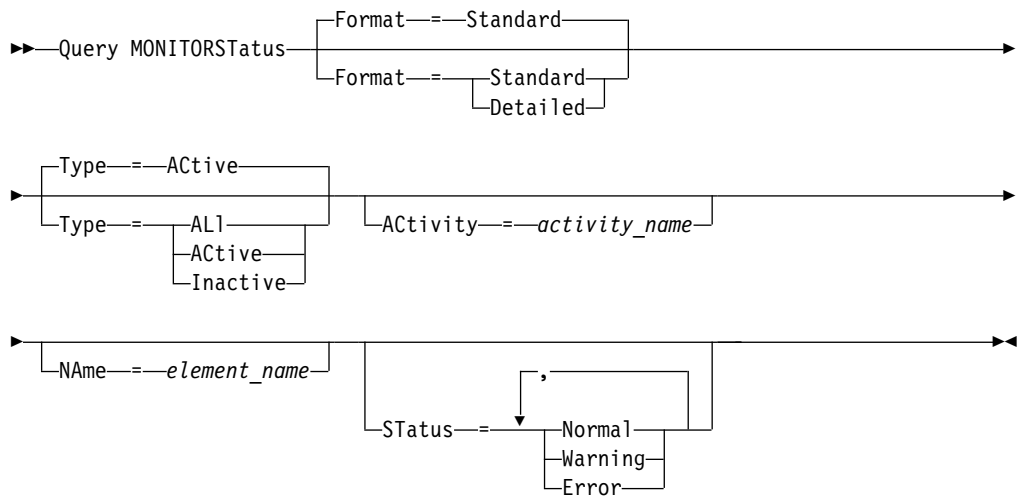 Format = Standard
Query MONITORSTatus
Format = Standard
Detailed
Type = ACtive
Type = ALl
ACtive
Inactive
ACtivity = activity_name
NAme = element_name
,
STatus = Normal
Warning
Error